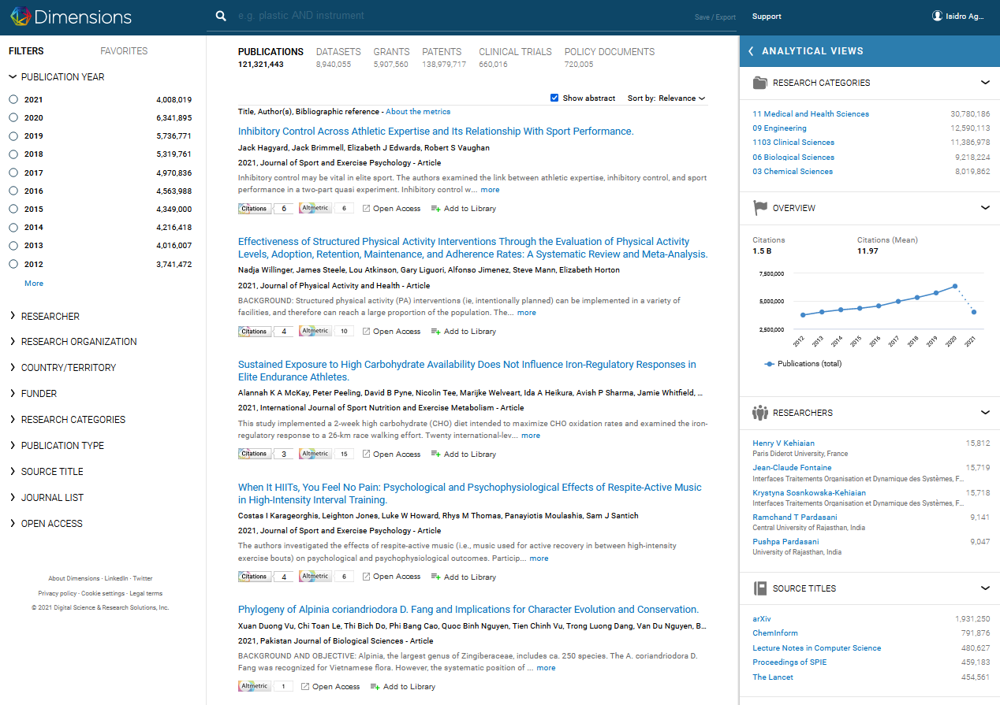 Dimensions
e.g. plastic AND instrument
Save / Export
Support
Isidro Ag...
FILTERS
FAVORITES
PUBLICATION YEAR
2021 4,008,019
2020 6,341,895
2019 5,736,771
2018 5,319,761
2017 4,970,836
2016 4,563,988
2015 4,349,000
2014 4,216,418
2013 4,016,007
2012 3,741,472
More
RESEARCHER
RESEARCH ORGANIZATION
COUNTRY/TERRITORY
FUNDER
RESEARCH CATEGORIES
PUBLICATION TYPE
SOURCE TITLE
JOURNAL LIST
OPEN ACCESS
About Dimensions · LinkedIn · Twitter
Privacy policy · Cookie settings · Legal terms
© 2021 Digital Science & Research Solutions, Inc.
PUBLICATIONS DATASETS GRANTS PATENTS CLINICAL TRIALS POLICY DOCUMENTS
121,321,443 8,940,055 5,907,560 138,979,717 660,016 720,005
Show abstract Sort by: Relevance
Title, Author(s), Bibliographic reference - About the metrics
Inhibitory Control Across Athletic Expertise and Its Relationship With Sport Performance.
Jack Hagyard, Jack Brimmell, Elizabeth J Edwards, Robert S Vaughan
2021, Journal of Sport and Exercise Psychology - Article
Inhibitory control may be vital in elite sport. The authors examined the link between athletic expertise, inhibitory control, and sport
performance in a two-part quasi experiment. Inhibitory control w... more
Citations 6 Altmetric 6 Open Access Add to Library
Effectiveness of Structured Physical Activity Interventions Through the Evaluation of Physical Activity
Levels, Adoption, Retention, Maintenance, and Adherence Rates: A Systematic Review and Meta-Analysis.
Nadja Willinger, James Steele, Lou Atkinson, Gary Liguori, Alfonso Jimenez, Steve Mann, Elizabeth Horton
2021, Journal of Physical Activity and Health - Article
BACKGROUND: Structured physical activity (PA) interventions (ie, intentionally planned) can be implemented in a variety of
facilities, and therefore can reach a large proportion of the population. The... more
Citations 4 Altmetric 10 Open Access Add to Library
Sustained Exposure to High Carbohydrate Availability Does Not Influence Iron-Regulatory Responses in
Elite Endurance Athletes.
Alannah K A McKay, Peter Peeling, David B Pyne, Nicolin Tee, Marijke Welveart, Ida A Heikura, Avish P Sharma, Jamie Whitfield, ...
2021, International Journal of Sport Nutrition and Exercise Metabolism - Article
This study implemented a 2-week high carbohydrate (CHO) diet intended to maximize CHO oxidation rates and examined the iron-
regulatory response to a 26-km race walking effort. Twenty international-lev... more
Citations 3 Altmetric 15 Open Access Add to Library
When It HIITs, You Feel No Pain: Psychological and Psychophysiological Effects of Respite-Active Music
in High-Intensity Interval Training.
Costas I Karageorghis, Leighton Jones, Luke W Howard, Rhys M Thomas, Panayiotis Moulashis, Sam J Santich
2021, Journal of Sport and Exercise Psychology - Article
The authors investigated the effects of respite-active music (i.e., music used for active recovery in between high-intensity
exercise bouts) on psychological and psychophysiological outcomes. Particip... more
Citations 4 Altmetric 6 Open Access Add to Library
Phylogeny of Alpinia coriandriodora D. Fang and Implications for Character Evolution and Conservation.
Xuan Duong Vu, Chi Toan Le, Thi Bich Do, Phi Bang Cao, Quoc Binh Nguyen, Tien Chinh Vu, Trong Luong Dang, Van Du Nguyen, B...
2021, Pakistan Journal of Biological Sciences - Article
BACKGROUND AND OBJECTIVE: Alpinia, the largest genus of Zingiberaceae, includes ca. 250 species. The A. coriandriodora D.
Fang was recognized for Vietnamese flora. However, the systematic position of ... more
Altmetric 1 Open Access Add to Library
ANALYTICAL VIEWS
RESEARCH CATEGORIES
11 Medical and Health Sciences 30,780,186
09 Engineering 12,590,113
1103 Clinical Sciences 11,386,978
06 Biological Sciences 9,218,224
03 Chemical Sciences 8,019,862
OVERVIEW
Citations Citations (Mean)
1.5 B 11.97
7,500,000
5,000,000
2,500,000
2012 2013 2014 2015 2016 2017 2018 2019 2020 2021
Publications (total)
RESEARCHERS
Henry V Kehiaian 15,812
Paris Diderot University, France
Jean-Claude Fontaine 15,719
Interfaces Traitements Organisation et Dynamique des Systèmes, F...
Krystyna Sosnkowska-Kehiaian 15,718
Interfaces Traitements Organisation et Dynamique des Systèmes, F...
Ramchand T Pardasani 9,141
Central University of Rajasthan, India
Pushpa Pardasani 9,047
University of Rajasthan, India
SOURCE TITLES
arXiv 1,931,250
ChemInform 791,876
Lecture Notes in Computer Science 480,627
Proceedings of SPIE 459,183
The Lancet 454,561